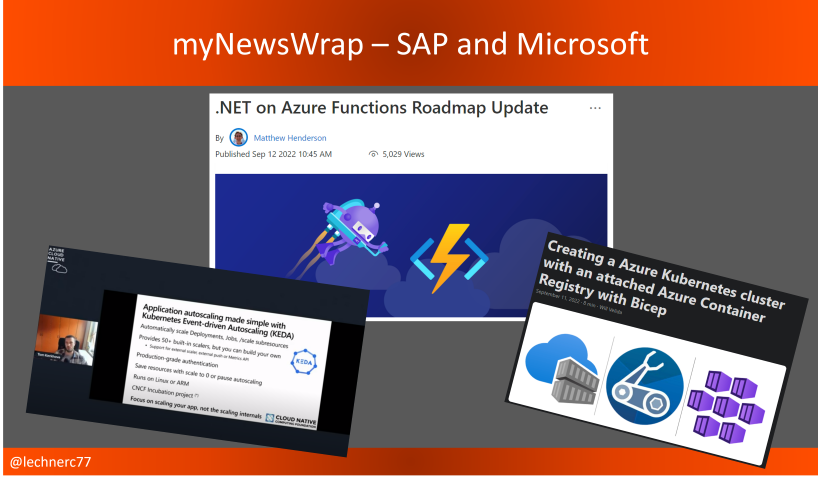 myNewsWrap – SAP and Microsoft
.NET on Azure Functions Roadmap Update
By Matthew Henderson
Published Sep 12 2022 10:45 AM 5,029 Views
AZURE
CLOUD
NATIVE
Application autoscaling made simple with
Kubernetes Event-driven Autoscaling (KEDA)
Automatically scale Deployments, Jobs, /scale subresources
Provides 50+ built-in scalers, but you can build your own
• Support for external scaler, external push or Metrics API
Production-grade authentication
Save resources with scale to 0 or pause autoscaling
Runs on Linux or ARM
CNCF Incubation project
Focus on scaling your app, not the scaling internals
KEDA
CLOUD NATIVE
COMPUTING FOUNDATION
Creating a Azure Kubernetes cluster
with an attached Azure Container
Registry with Bicep
September 11, 2022 · 8 min · Will Velida
@lechnerc77